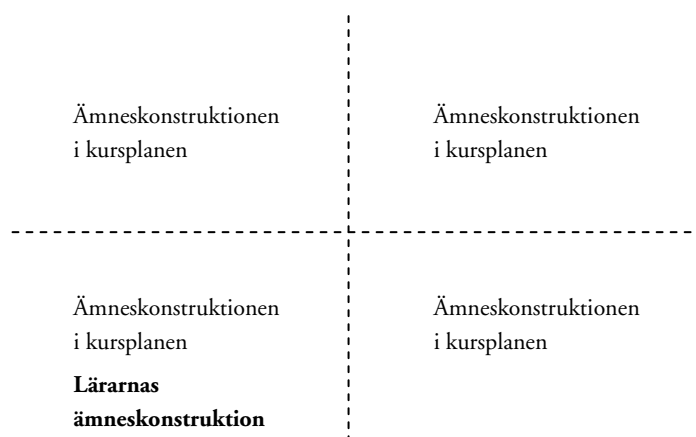 Ämneskonstruktionen
i kursplanen
Ämneskonstruktionen
i kursplanen
Ämneskonstruktionen
i kursplanen
Lärarnas
ämneskonstruktion
Ämneskonstruktionen
i kursplanen